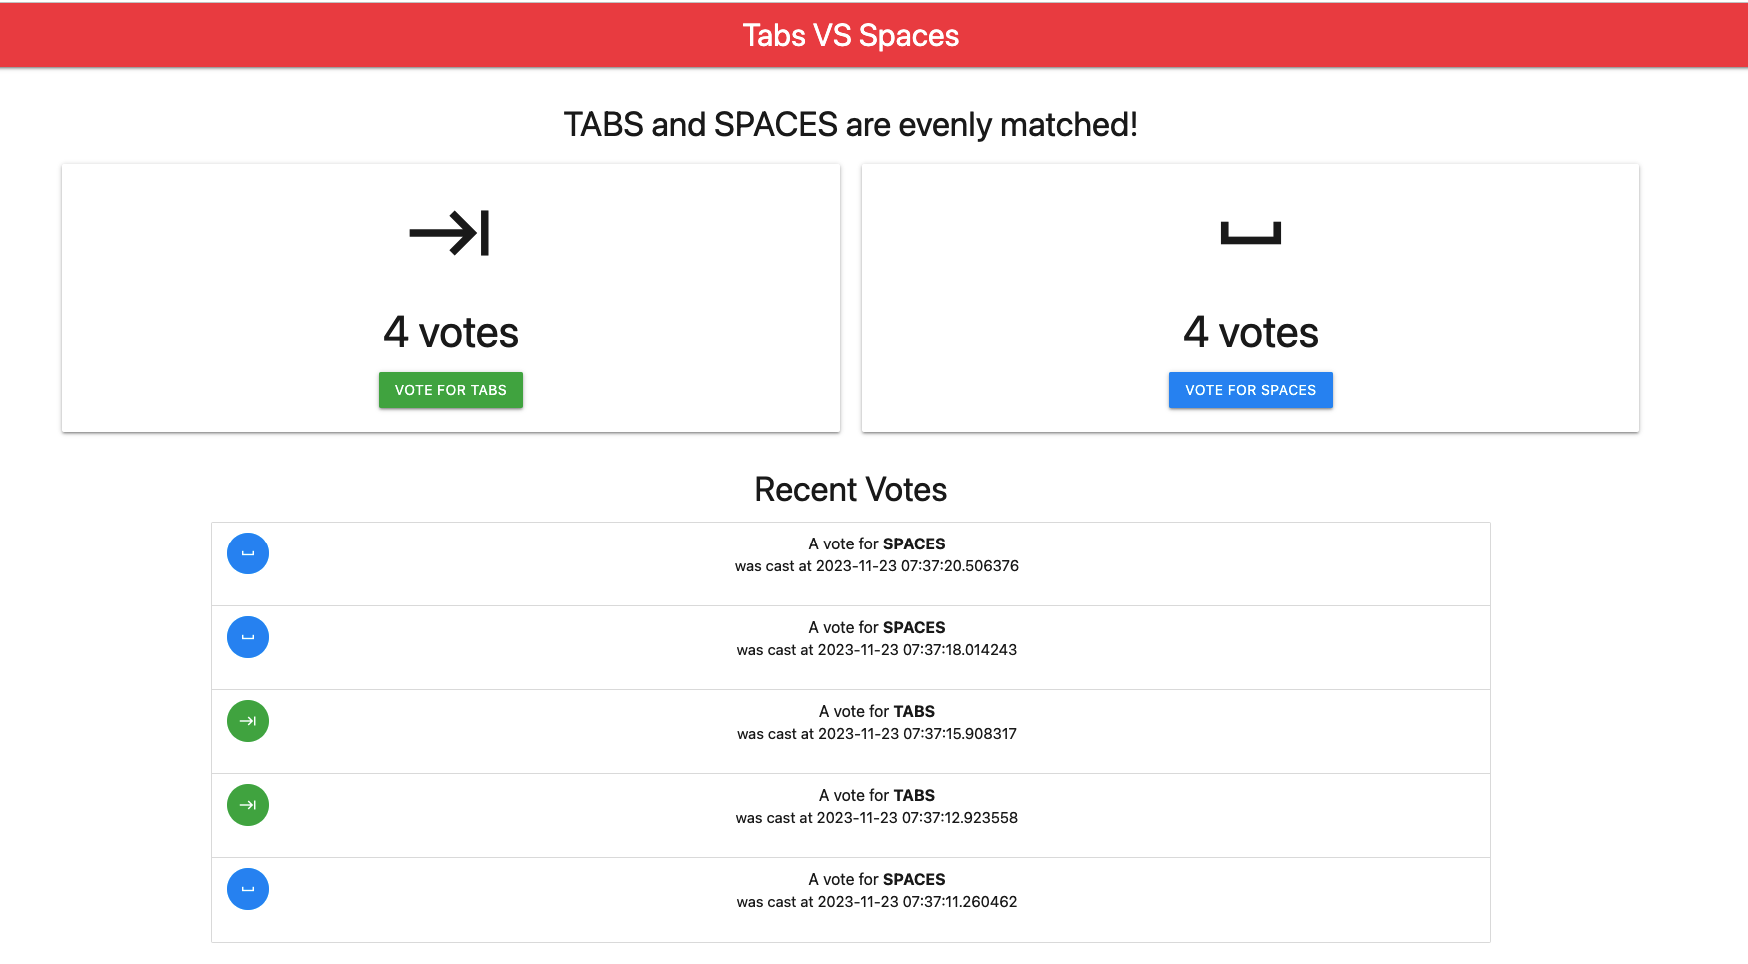 Tabs VS Spaces
TABS and SPACES are evenly matched!
4 votes
VOTE FOR TABS
4 votes
VOTE FOR SPACES
Recent Votes
A vote for SPACES
was cast at 2023-11-23 07:37:20.506376
A vote for SPACES
was cast at 2023-11-23 07:37:18.014243
A vote for TABS
was cast at 2023-11-23 07:37:15.908317
A vote for TABS
was cast at 2023-11-23 07:37:12.923558
A vote for SPACES
was cast at 2023-11-23 07:37:11.260462